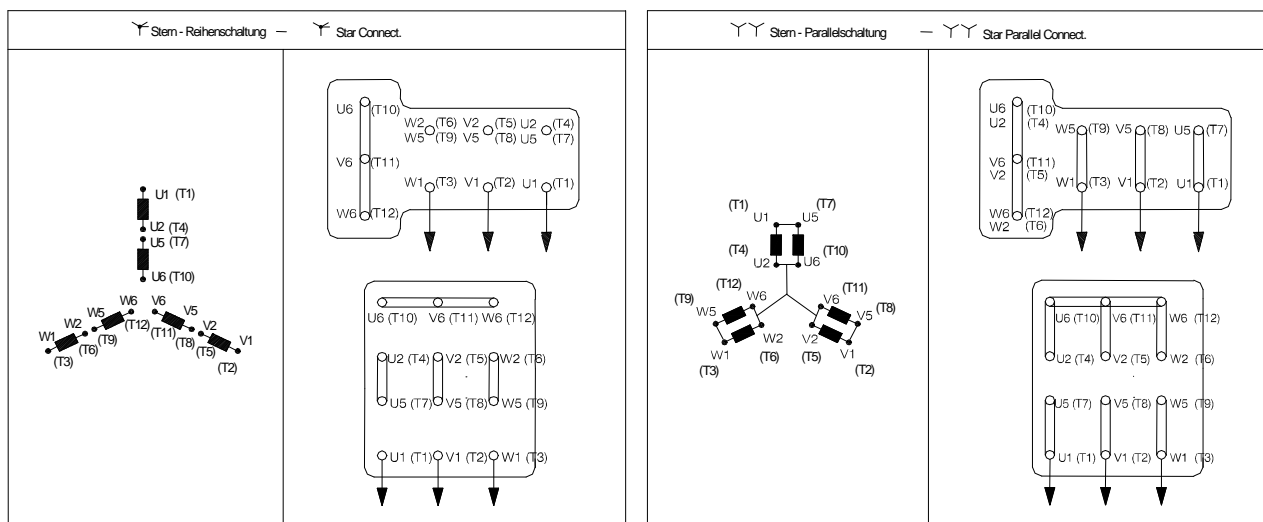 Stern - Reihenschaltung – Star Connect.
U1 (T1)
U2 (T4)
U5 (T7)
U6 (T10)
W6 V6
W5 V5
W2 V2
W1 V1
(T12) (T11)
(T9) (T8)
(T6) (T5)
(T3) (T2)
U6 (T10)
V6 (T11)
W6 (T12)
W2 (T6) V2 (T5) U2 (T4)
W5 (T9) V5 (T8) U5 (T7)
W1 (T3) V1 (T2) U1 (T1)
U6 (T10) V6 (T11) W6 (T12)
U2 (T4) V2 (T5) W2 (T6)
U5 (T7) V5 (T8) W5 (T9)
U1 (T1) V1 (T2) W1 (T3)
Stern - Parallelschaltung – Star Parallel Connect.
(T1) (T7)
U1 U5
(T4) (T10)
U2 U6
(T12) (T11)
(T9) W6 V6 (T8)
W5 V5
W2 V2
W1 (T6) (T5) V1
(T3) (T2)
U6 (T10)
U2 (T4)
V6 (T11)
V2 (T5)
W6 (T12)
W2 (T6)
W5 (T9) V5 (T8) U5 (T7)
W1 (T3) V1 (T2) U1 (T1)
U6 (T10) V6 (T11) W6 (T12)
U2 (T4) V2 (T5) W2 (T6)
U5 (T7) V5 (T8) W5 (T9)
U1 (T1) V1 (T2) W1 (T3)